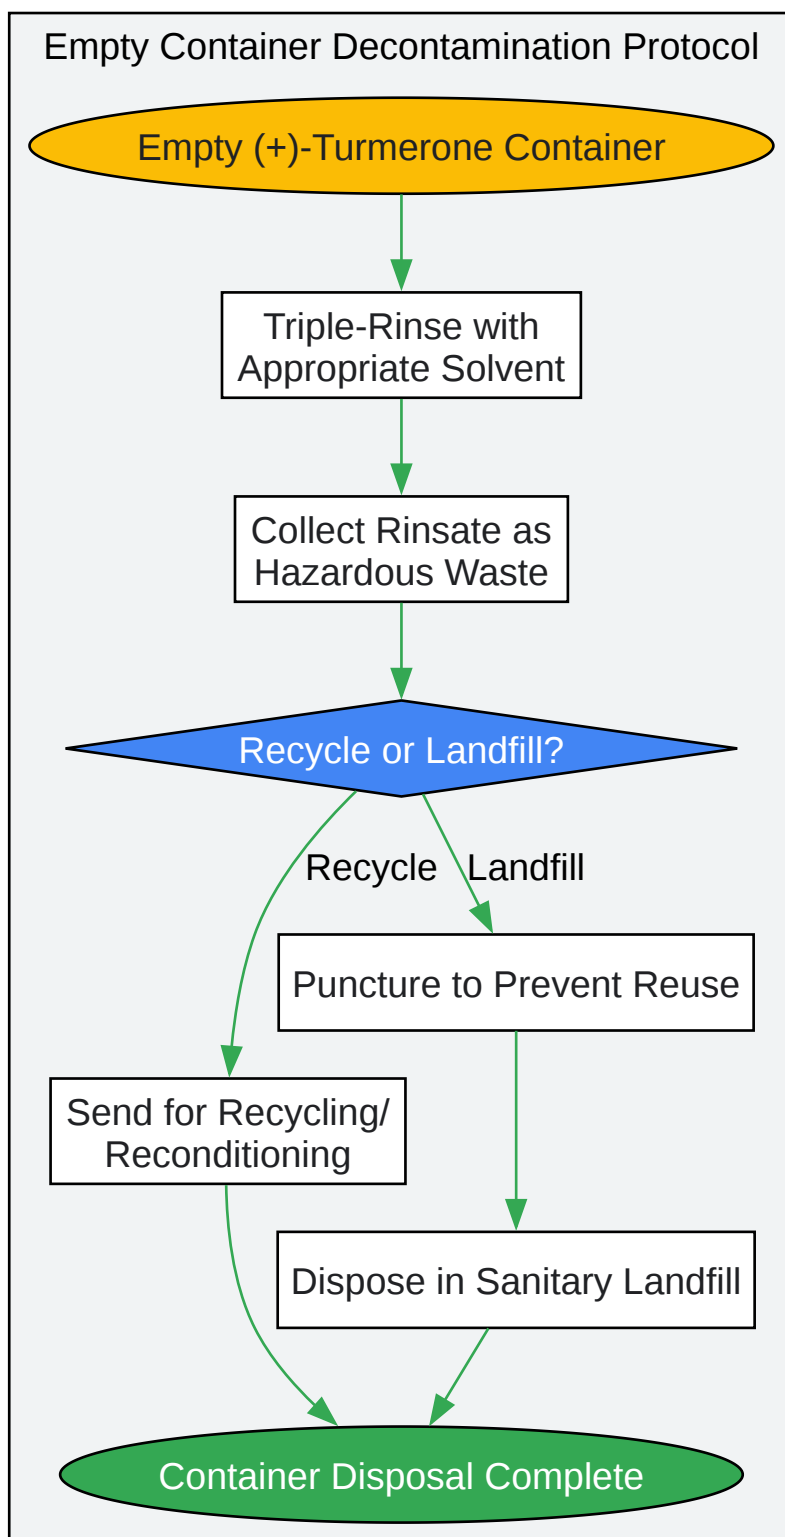 Empty Container Decontamination Protocol
Empty (+)-Turmerone Container
Triple-Rinse with
Appropriate Solvent
Collect Rinsate as
Hazardous Waste
Recycle or Landfill?
Recycle
Landfill
Puncture to Prevent Reuse
Send for Recycling/
Reconditioning
Dispose in Sanitary Landfill
Container Disposal Complete